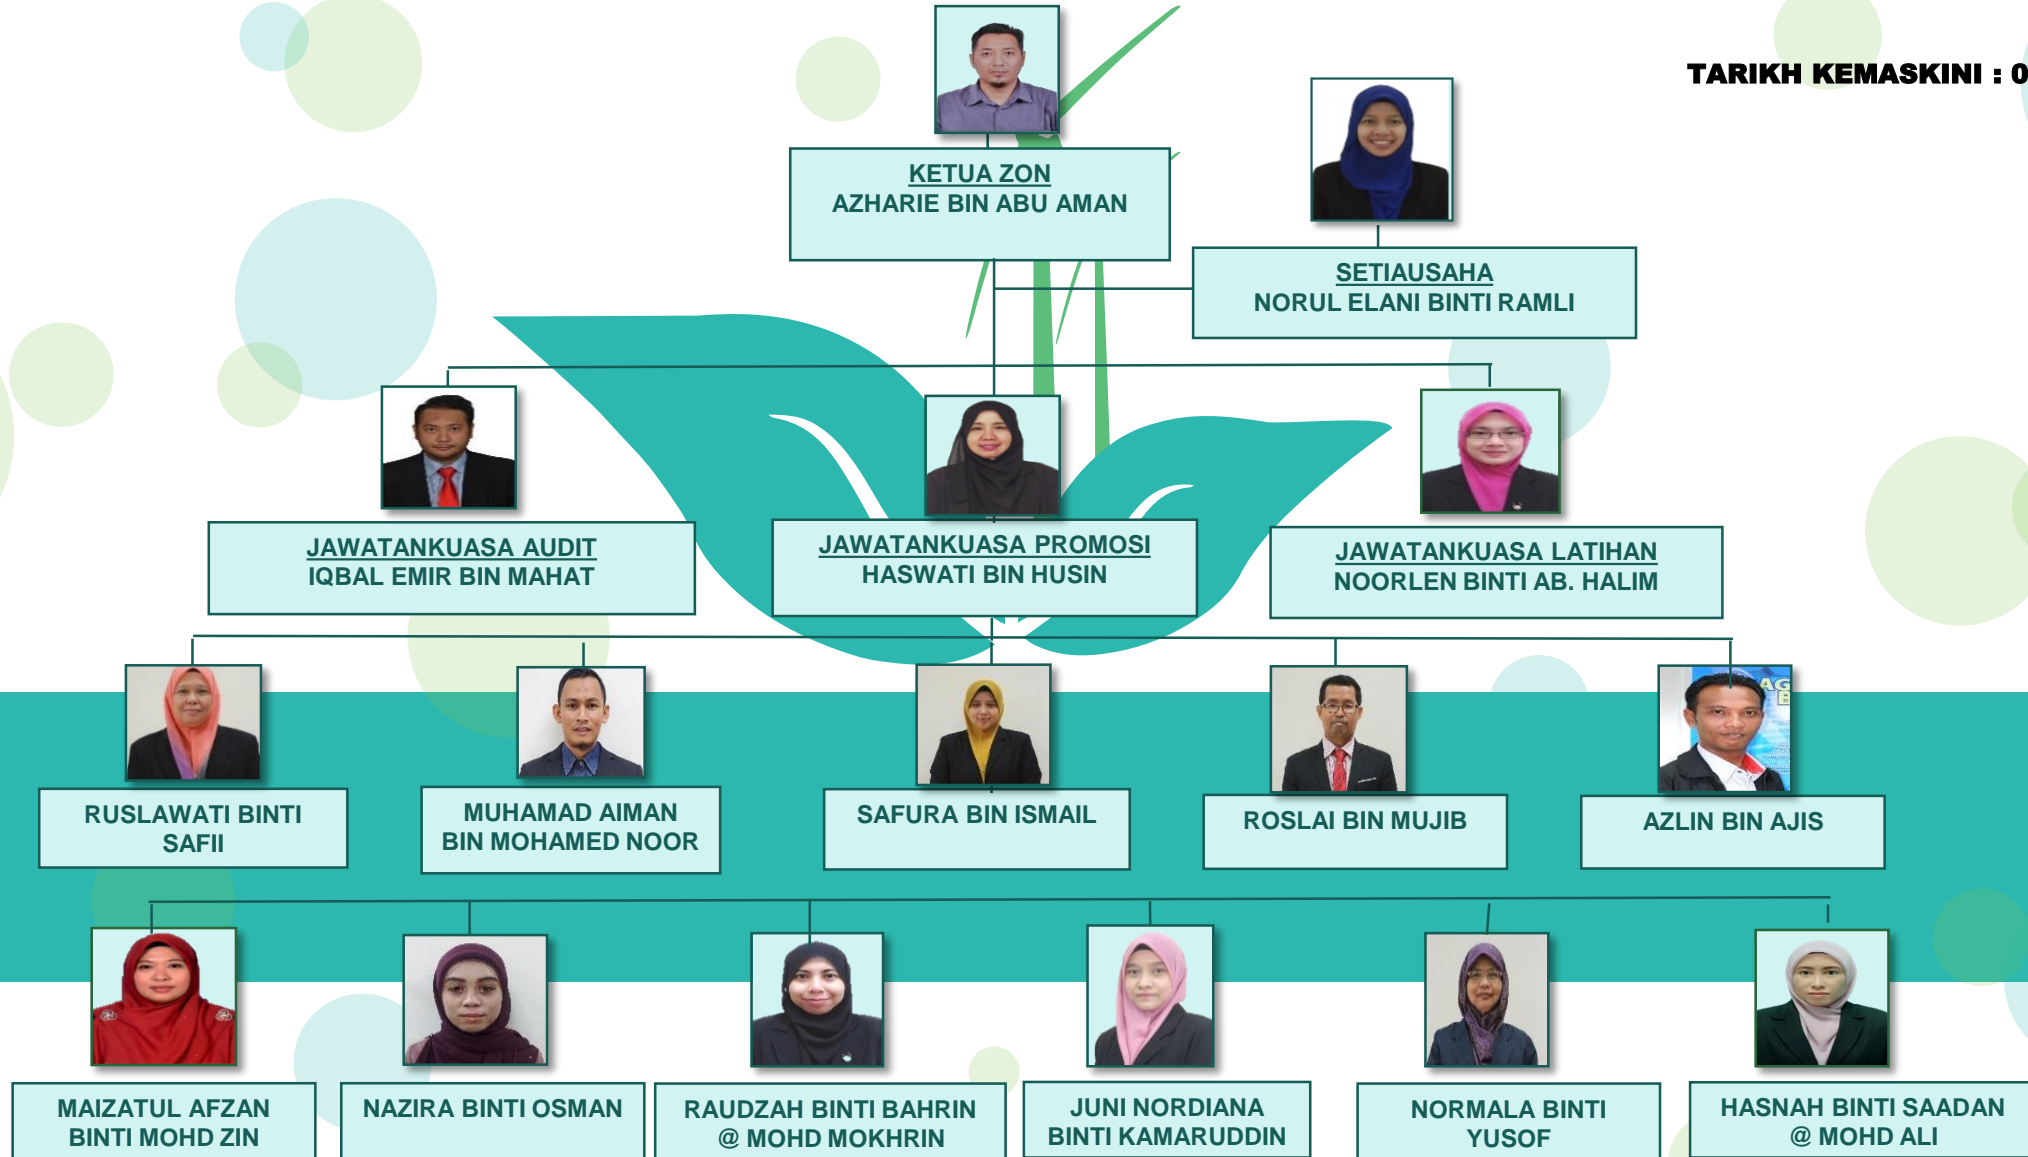 TARIKH KEMASKINI : 0
KETUA ZON
AZHARIE BIN ABU AMAN
SETIAUSAHA
NORUL ELANI BINTI RAMLI
JAWATANKUASA AUDIT
IQBAL EMIR BIN MAHAT
JAWATANKUASA PROMOSI
HASWATI BIN HUSIN
JAWATANKUASA LATIHAN
NOORLEN BINTI AB. HALIM
RUSLAWATI BINTI
SAFII
MUHAMAD AIMAN
BIN MOHAMED NOOR
SAFURA BIN ISMAIL
ROSLAI BIN MUJIB
AZLIN BIN AJIS
MAIZATUL AFZAN
BINTI MOHD ZIN
NAZIRA BINTI OSMAN
RAUDZAH BINTI BAHRIN
@ MOHD MOKHRIN
JUNI NORDIANA
BINTI KAMARUDDIN
NORMALA BINTI
YUSOF
HASNAH BINTI SAADAN
@ MOHD ALI